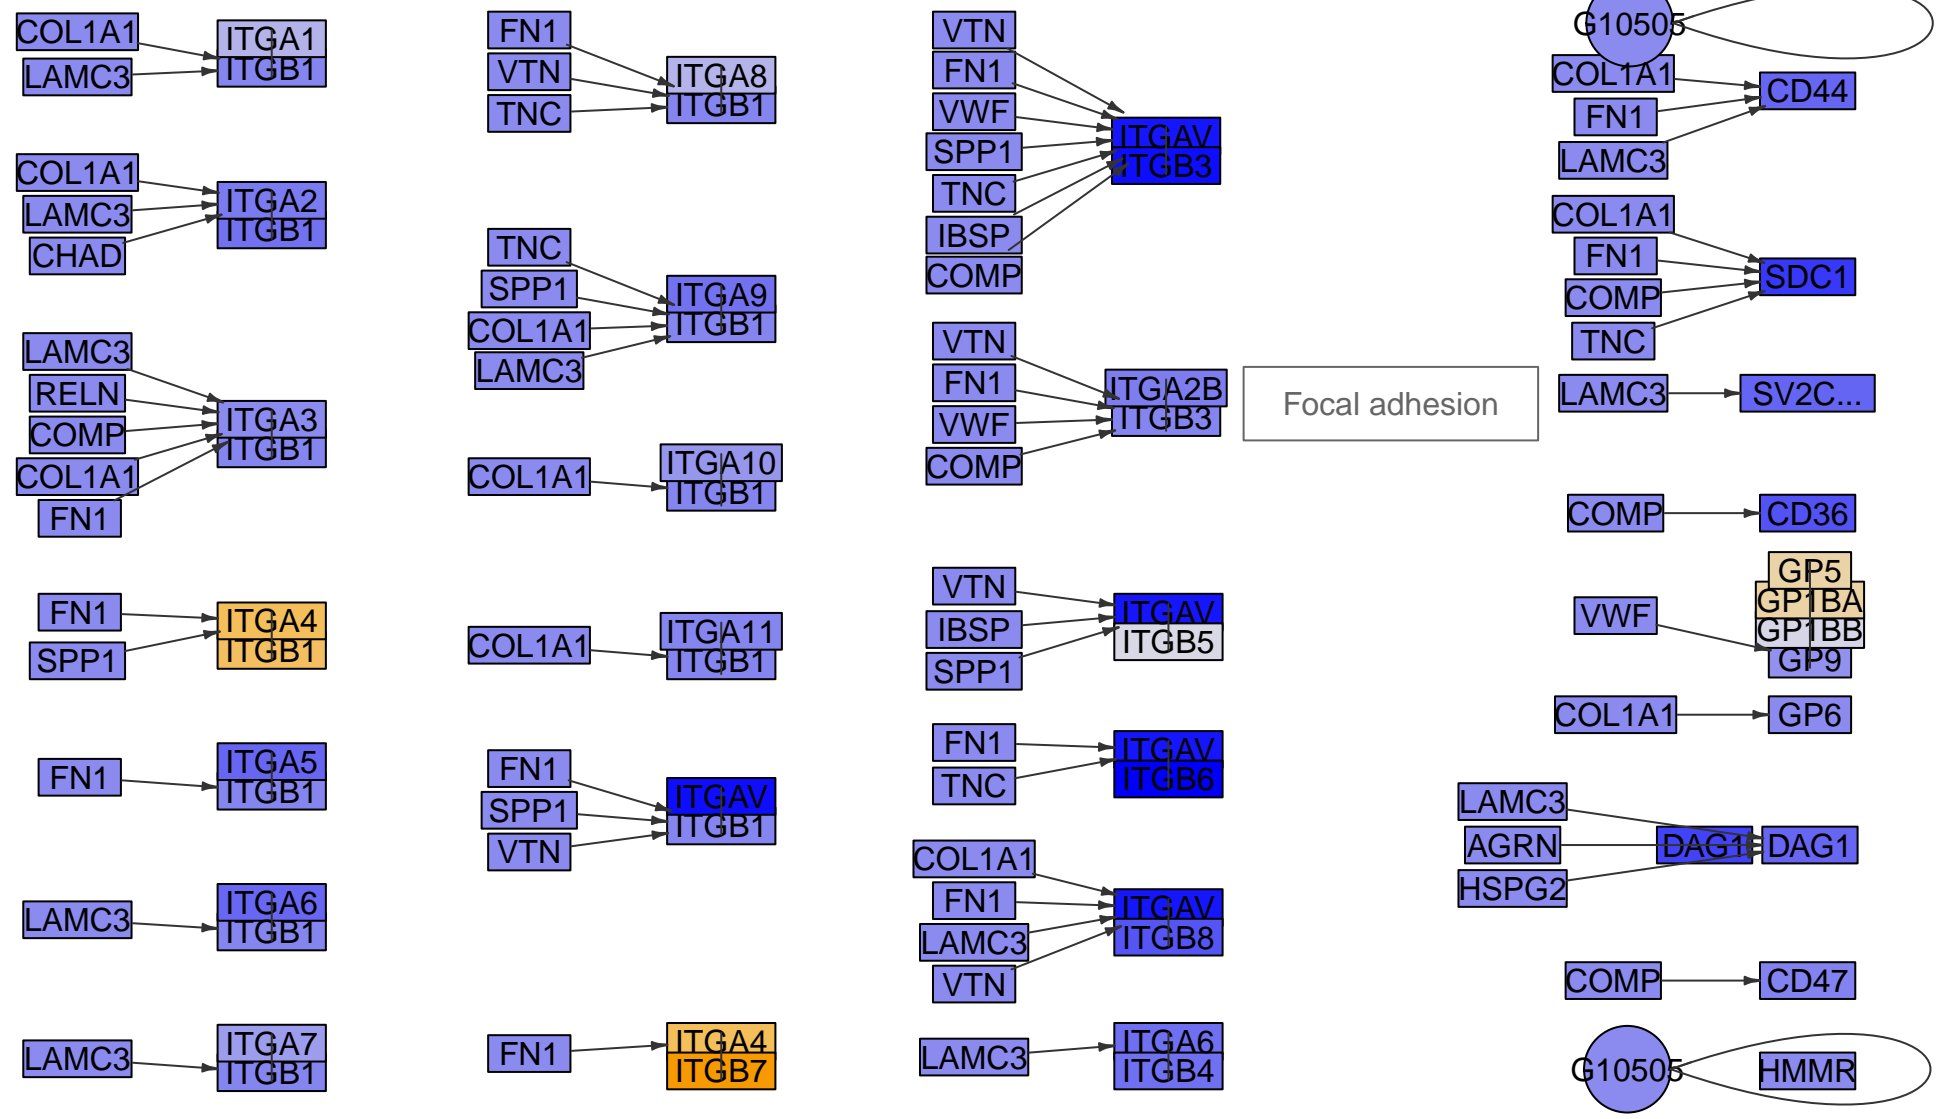 COL1A1
LAMC3
ITGA1
ITGB1
COL1A1
LAMC3
CHAD
ITGA2
ITGB1
LAMC3
RELN
COMP
COL1A1
FN1
ITGA3
ITGB1
FN1
SPP1
ITGA4
ITGB1
FN1
ITGA5
ITGB1
LAMC3
ITGA6
ITGB1
LAMC3
ITGA7
ITGB1
FN1
VTN
TNC
ITGA8
ITGB1
TNC
SPP1
COL1A1
LAMC3
ITGA9
ITGB1
COL1A1
ITGA10
ITGB1
COL1A1
ITGA11
ITGB1
FN1
SPP1
VTN
ITGAV
ITGB1
FN1
ITGA4
ITGB7
VTN
FN1
VWF
SPP1
TNC
IBSP
COMP
ITGAV
ITGB3
VTN
FN1
VWF
COMP
ITGA2B
ITGB3
Focal adhesion
VTN
IBSP
SPP1
ITGAV
ITGB5
FN1
TNC
ITGAV
ITGB6
COL1A1
FN1
LAMC3
VTN
ITGAV
ITGB8
LAMC3
ITGA6
ITGB4
G10505
COL1A1
FN1
LAMC3
CD44
COL1A1
FN1
COMP
TNC
SDC1
LAMC3
SV2C...
COMP
CD36
VWF
GP5
GP1BA
GP1BB
GP9
COL1A1
GP6
LAMC3
AGRN
HSPG2
DAG1
DAG1
COMP
CD47
G10505
HMMR